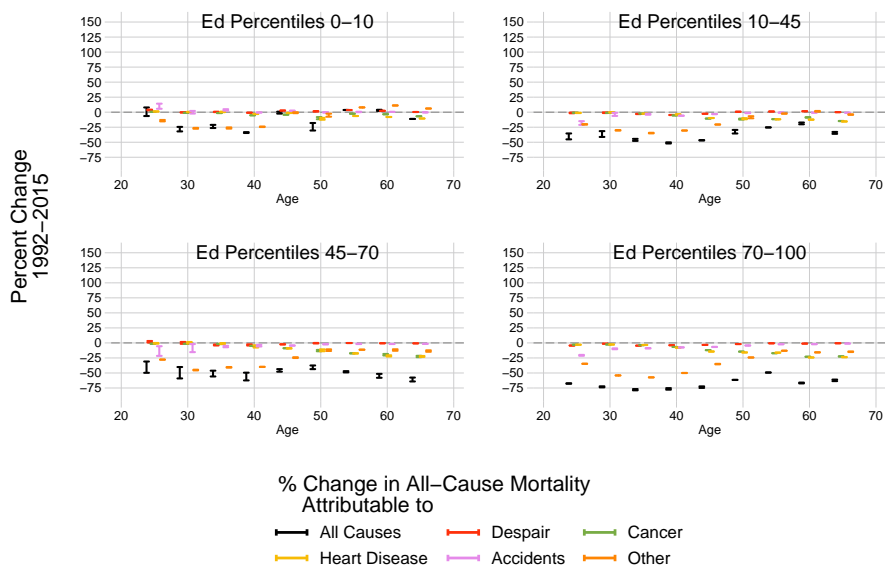 Percent Change
1992−2015
Ed Percentiles 0−10
150
125
100
75
50
25
0
−25
−50
−75
20 30 40 50 60 70
Age
Ed Percentiles 10−45
150
125
100
75
50
25
0
−25
−50
−75
20 30 40 50 60 70
Age
Ed Percentiles 45−70
150
125
100
75
50
25
0
−25
−50
−75
20 30 40 50 60 70
Age
Ed Percentiles 70−100
150
125
100
75
50
25
0
−25
−50
−75
20 30 40 50 60 70
Age
% Change in All−Cause Mortality
Attributable to
All Causes Despair Cancer
Heart Disease Accidents Other